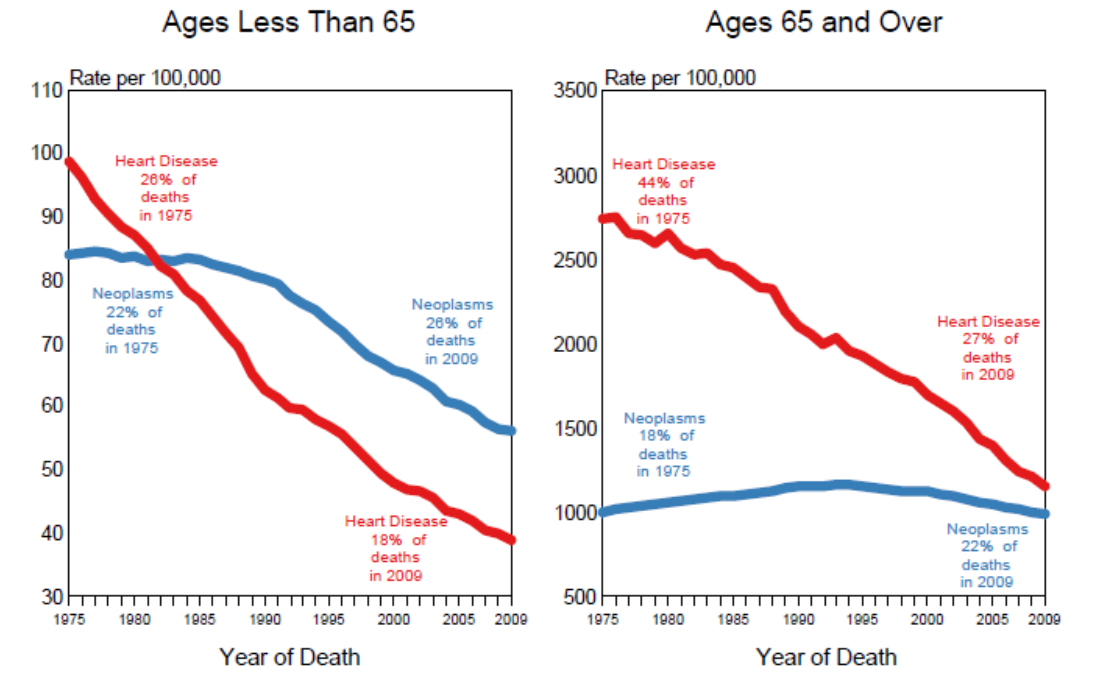 Ages Less Than 65
Rate per 100,000
110
100
90
80
70
60
50
40
30
Heart Disease
26% of
deaths
in 1975
Neoplasms
22% of
deaths
in 1975
Neoplasms
26% of
deaths
in 2009
Heart Disease
18% of
deaths
in 2009
1975 1980 1985 1990 1995 2000 2005 2009
Year of Death
Ages 65 and Over
Rate per 100,000
3500
3000
2500
2000
1500
1000
500
Heart Disease
44% of
deaths
in 1975
Heart Disease
27% of
deaths
in 2009
Neoplasms
18% of
deaths
in 1975
Neoplasms
22% of
deaths
in 2009
1975 1980 1985 1990 1995 2000 2005 2009
Year of Death